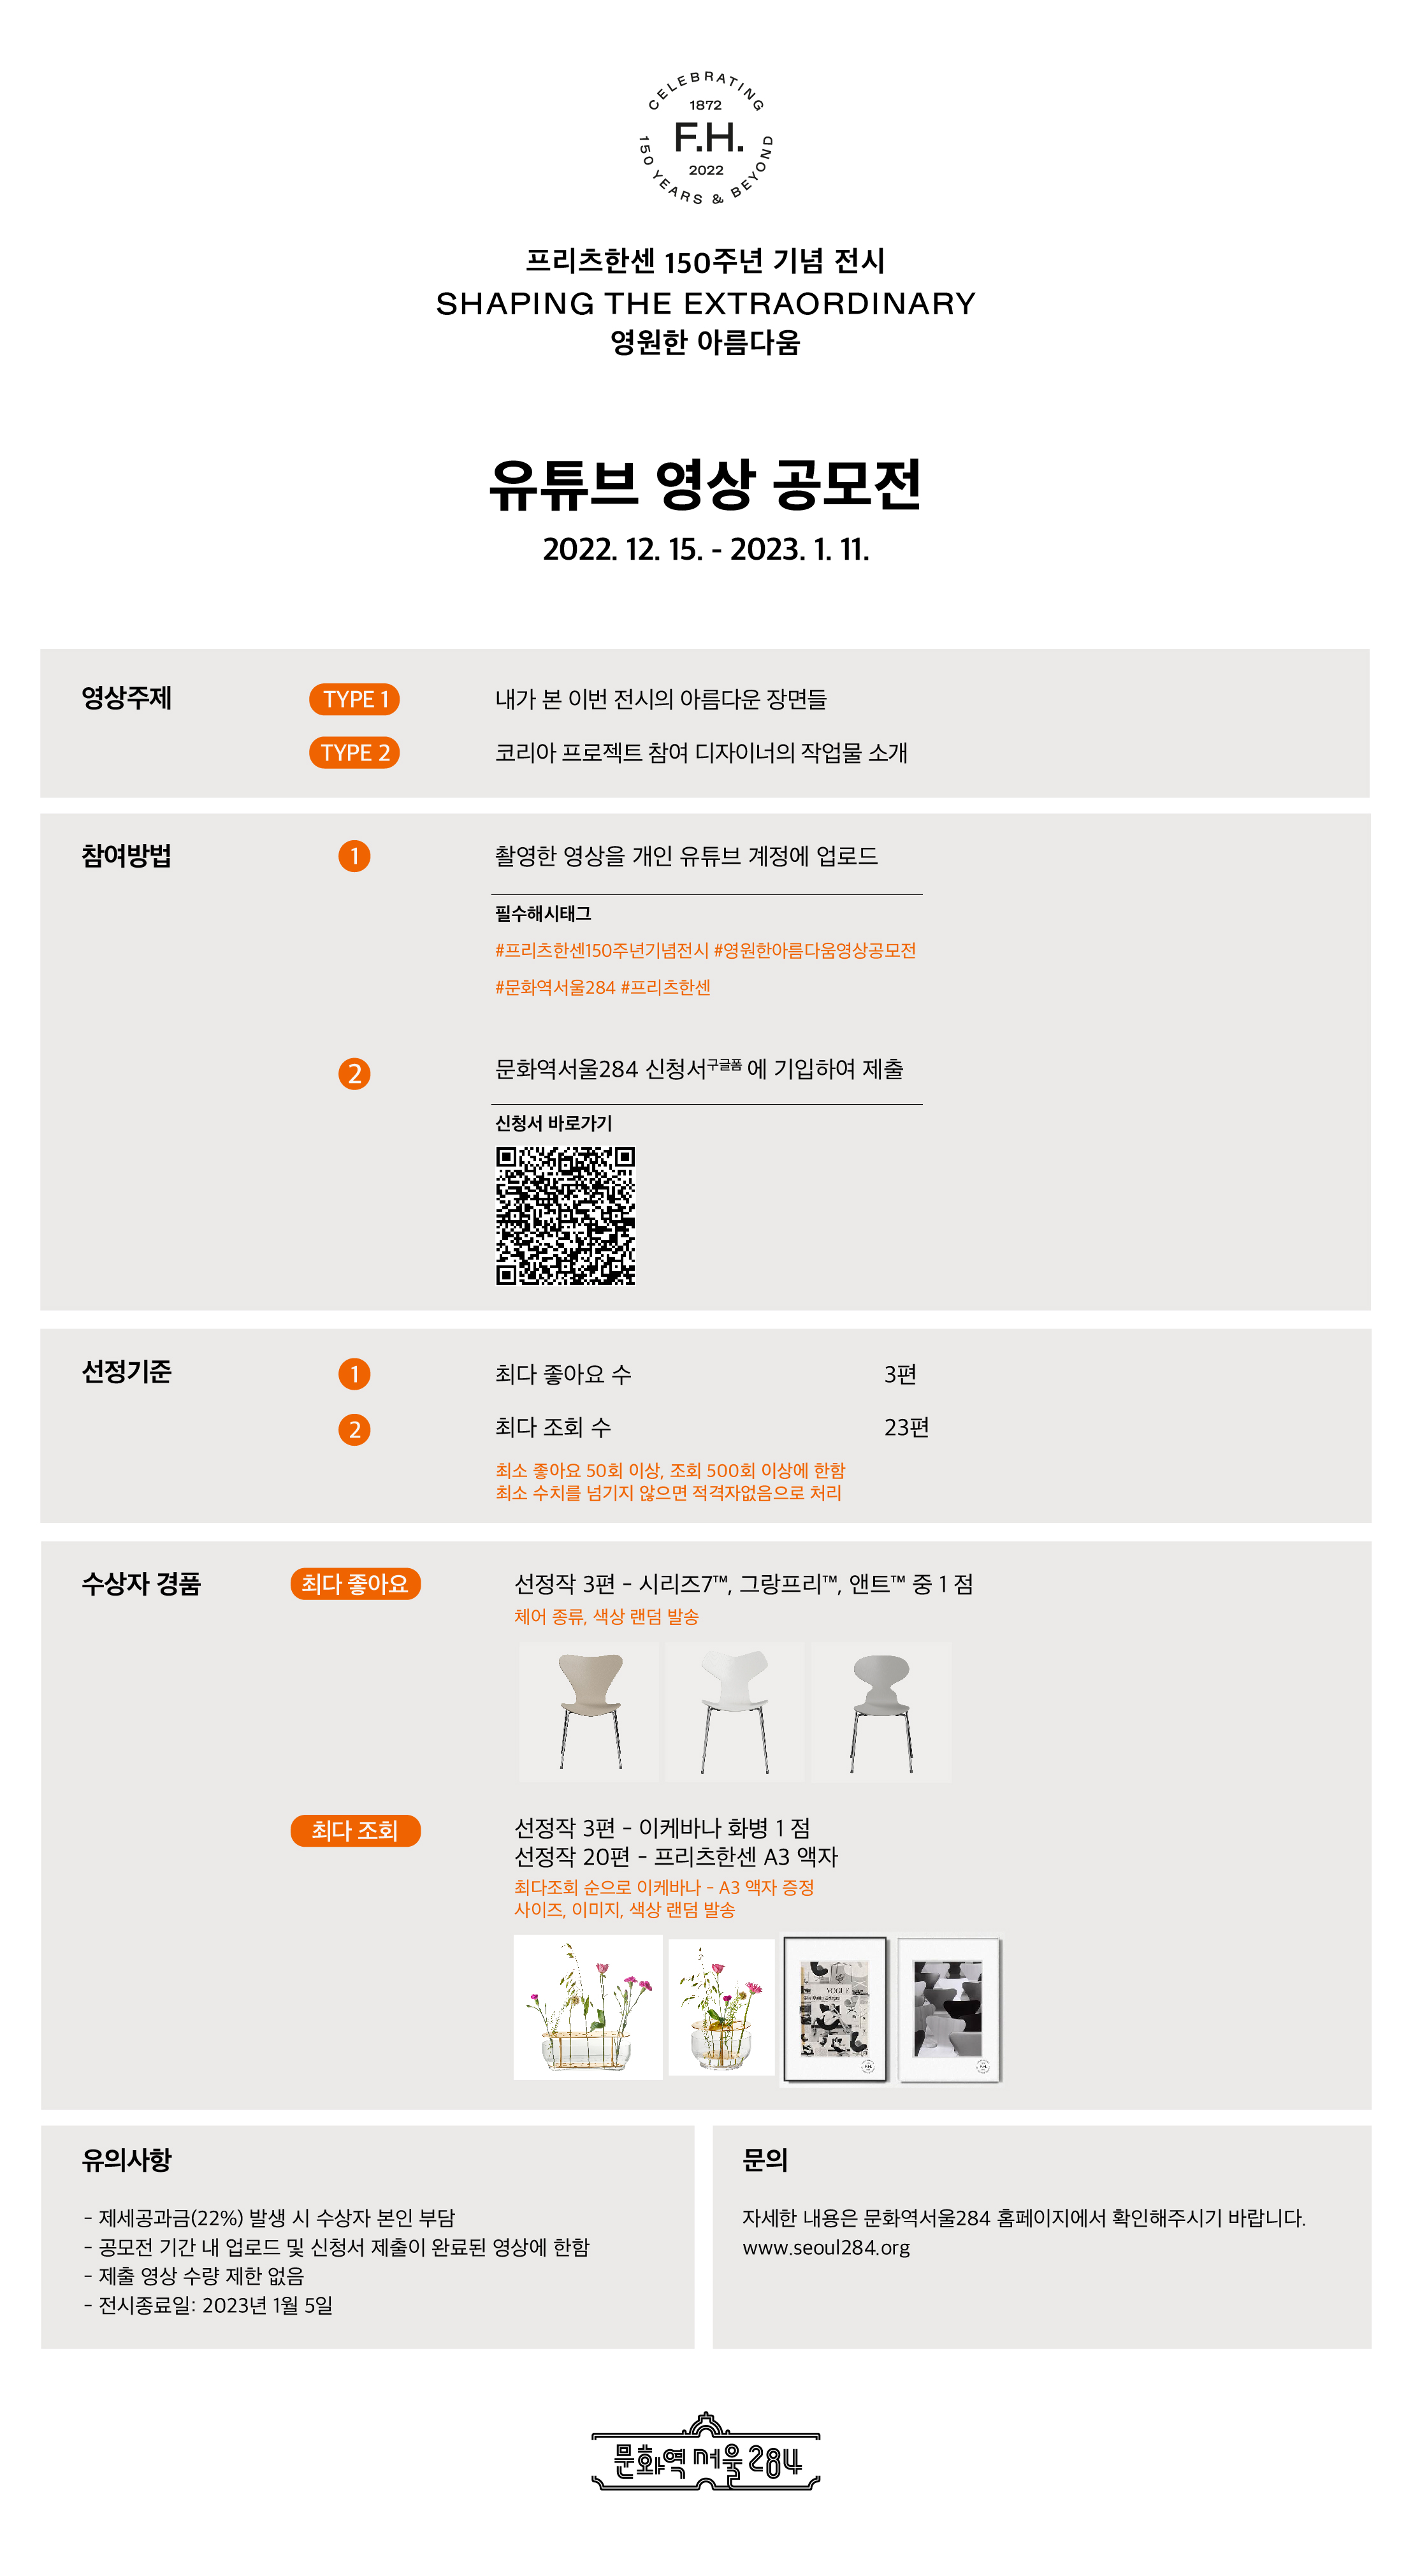 CELEBRATING
1872
F.H.
2022
150 YEARS & BEYOND
프리츠한센 150주년 기념 전시
SHAPING THE EXTRAORDINARY
영원한 아름다움
유튜브 영상 공모전
2022. 12. 15. - 2023. 1. 11.
영상주제
TYPE 1 내가 본 이번 전시의 아름다운 장면들
TYPE 2 코리아 프로젝트 참여 디자이너의 작업물 소개
참여방법
1 촬영한 영상을 개인 유튜브 계정에 업로드
필수해시태그
#프리츠한센150주년기념전시 #영원한아름다움영상공모전
#문화역서울284 #프리츠한센
2 문화역서울284 신청서구글폼 에 기입하여 제출
신청서 바로가기
선정기준
1 최다 좋아요 수 3편
2 최다 조회 수 23편
최소 좋아요 50회 이상, 조회 500회 이상에 한함
최소 수치를 넘기지 않으면 적격자없음으로 처리
수상자 경품
최다 좋아요 선정작 3편 - 시리즈7™, 그랑프리™, 앤트™ 중 1 점
체어 종류, 색상 랜덤 발송
최다 조회 선정작 3편 - 이케바나 화병 1 점
선정작 20편 - 프리츠한센 A3 액자
최다조회 순으로 이케바나 - A3 액자 증정
사이즈, 이미지, 색상 랜덤 발송
VOGUE
유의사항
- 제세공과금(22%) 발생 시 수상자 본인 부담
- 공모전 기간 내 업로드 및 신청서 제출이 완료된 영상에 한함
- 제출 영상 수량 제한 없음
- 전시종료일: 2023년 1월 5일
문의
자세한 내용은 문화역서울284 홈페이지에서 확인해주시기 바랍니다.
www.seoul284.org
문화역서울284